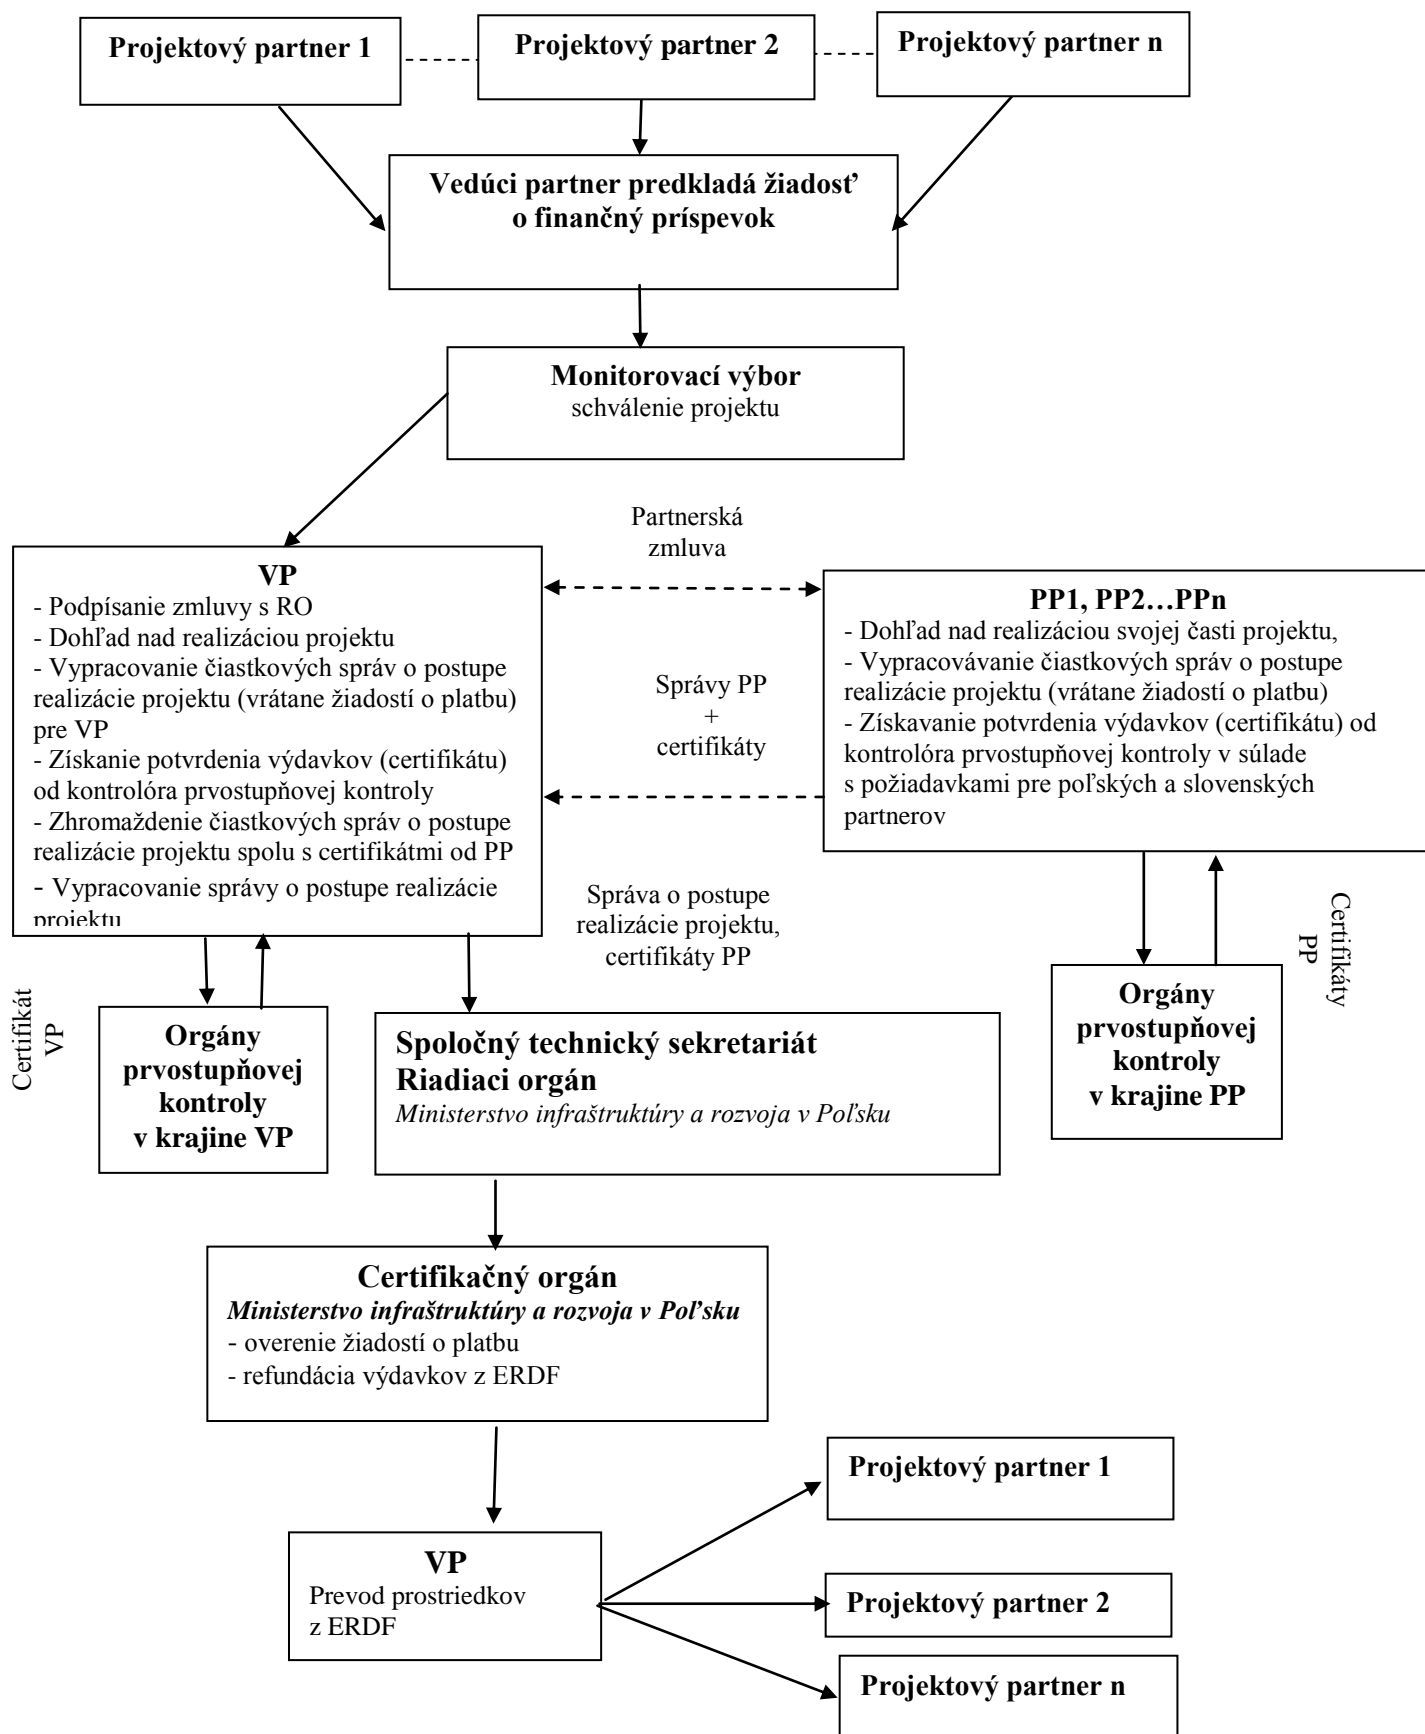 Projektový partner 1
Projektový partner 2
Projektový partner n
Vedúci partner predkladá žiadosť
o finančný príspevok
Monitorovací výbor
schválenie projektu
Partnerská
zmluva
VP
- Podpísanie zmluvy s RO
- Dohľad nad realizáciou projektu
- Vypracovanie čiastkových správ o postupe
realizácie projektu (vrátane žiadostí o platbu)
pre VP
- Získanie potvrdenia výdavkov (certifikátu)
od kontrolóra prvostupňovej kontroly
- Zhromaždenie čiastkových správ o postupe
realizácie projektu spolu s certifikátmi od PP
- Vypracovanie správy o postupe realizácie
projektu
PP1, PP2…PPn
- Dohľad nad realizáciou svojej časti projektu,
- Vypracovávanie čiastkových správ o postupe
realizácie projektu (vrátane žiadostí o platbu)
- Získavanie potvrdenia výdavkov (certifikátu) od
kontrolóra prvostupňovej kontroly v súlade
s požiadavkami pre poľských a slovenských
partnerov
Správy PP
+
certifikáty
Správa o postupe
realizácie projektu,
certifikáty PP
Certifikáty
PP
Certifikát
VP
Orgány
prvostupňovej
kontroly
v krajine VP
Spoločný technický sekretariát
Riadiaci orgán
Ministerstvo infraštruktúry a rozvoja v Poľsku
Orgány
prvostupňovej
kontroly
v krajine PP
Certifikačný orgán
Ministerstvo infraštruktúry a rozvoja v Poľsku
- overenie žiadostí o platbu
- refundácia výdavkov z ERDF
VP
Prevod prostriedkov
z ERDF
Projektový partner 1
Projektový partner 2
Projektový partner n